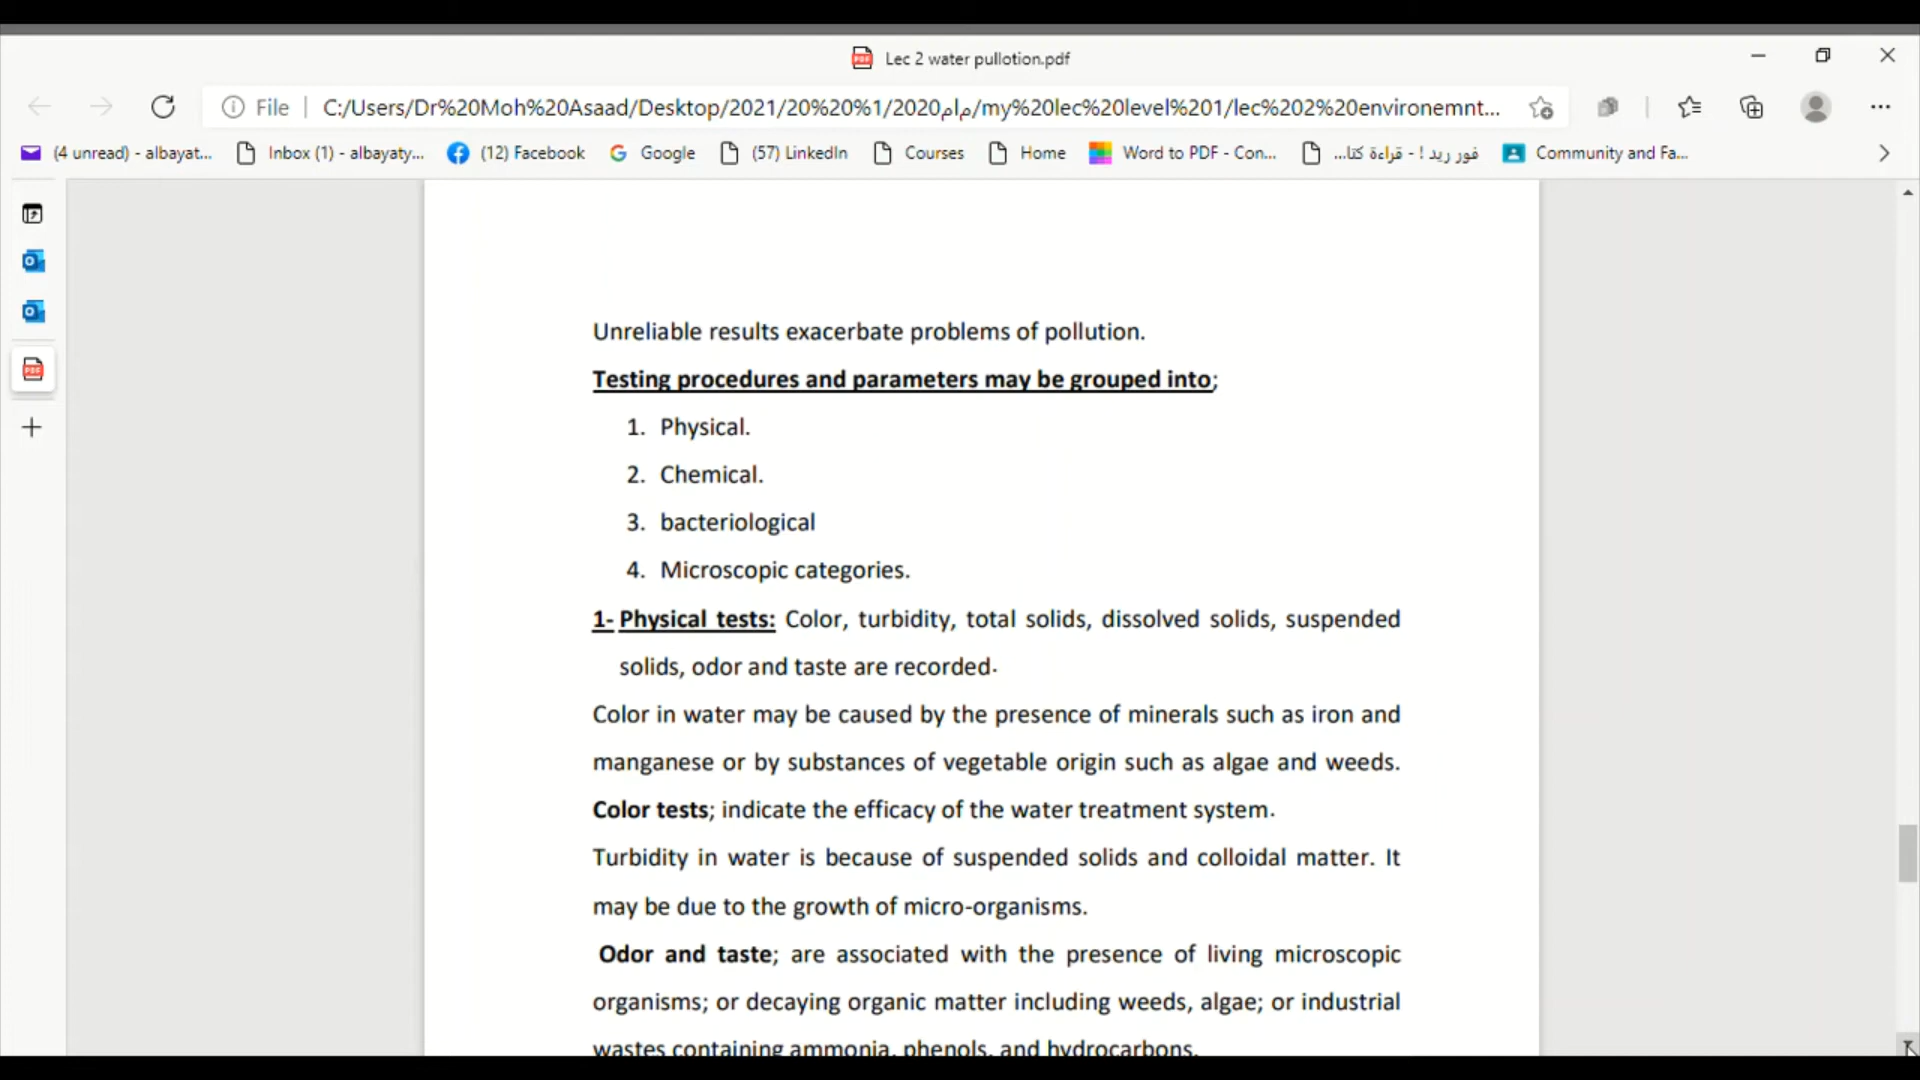 Lec 2 water pullotion.pdf
File
C:/Users/Dr%20Moh%20Asaad/Desktop/2021/20%20%1/2020مام/my%20lec%20level%201/lec%202%20environemnt...
(4 unread) - albayat...
Inbox (1) - albayaty...
(12) Facebook
Google
(57) LinkedIn
Courses
Home
Word to PDF - Con...
فور ريد ! - قراءة كتا...
Community and Fa...
Unreliable results exacerbate problems of pollution.
Testing procedures and parameters may be grouped into;
1. Physical.
2. Chemical.
3. bacteriological
4. Microscopic categories.
1- Physical tests: Color, turbidity, total solids, dissolved solids, suspended
solids, odor and taste are recorded.
Color in water may be caused by the presence of minerals such as iron and
manganese or by substances of vegetable origin such as algae and weeds.
Color tests; indicate the efficacy of the water treatment system.
Turbidity in water is because of suspended solids and colloidal matter. It
may be due to the growth of micro-organisms.
Odor and taste; are associated with the presence of living microscopic
organisms; or decaying organic matter including weeds, algae; or industrial
wastes containing ammonia, phenols, and hydrocarbons.